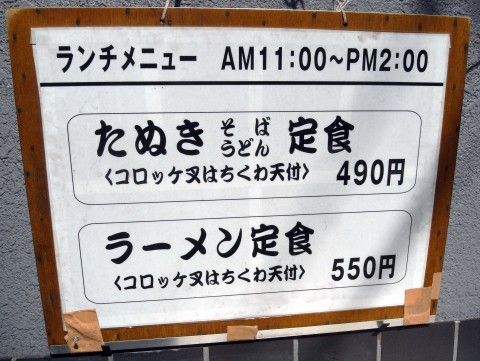 ランチメニュー AM11:00~PM2:00
たぬき そば うどん 定食
〈コロッケ又はちくわ天付〉 490円
ラーメン定食
〈コロッケ又はちくわ天付〉 550円